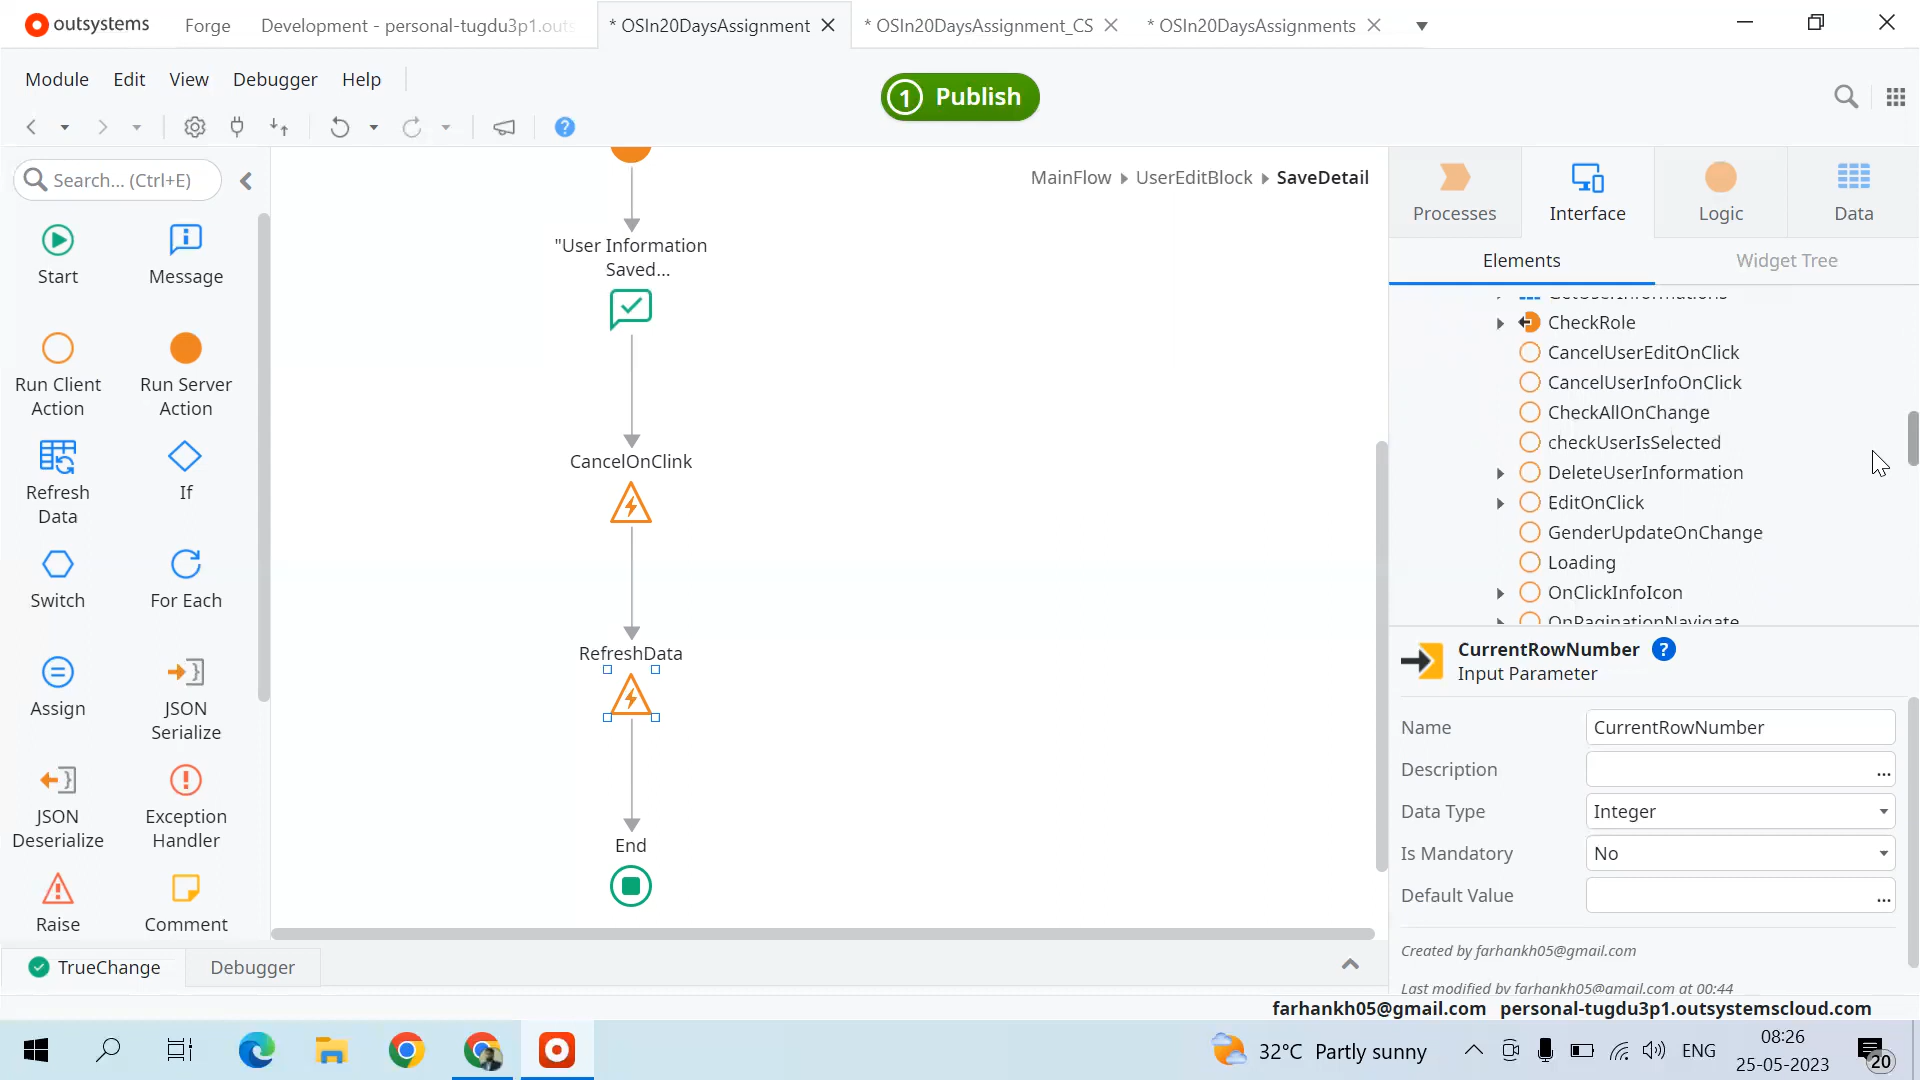 outsystems
Forge
Development - personal-tugdu3p1.outs
* OSIn20DaysAssignment
* OSIn20DaysAssignment_CS
* OSIn20DaysAssignments
Module
Edit
View
Debugger
Help
1 Publish
Search... (Ctrl+E)
Start
Message
Run Client
Action
Run Server
Action
Refresh
Data
If
Switch
For Each
Assign
JSON
Serialize
JSON
Deserialize
Exception
Handler
Raise
Comment
MainFlow
UserEditBlock
SaveDetail
"User Information
Saved...
CancelOnClink
RefreshData
End
Processes
Interface
Logic
Data
Elements
Widget Tree
GetUserInformations
CheckRole
CancelUserEditOnClick
CancelUserInfoOnClick
CheckAllOnChange
checkUserIsSelected
DeleteUserInformation
EditOnClick
GenderUpdateOnChange
Loading
OnClickInfoIcon
OnPaginationNavigate
CurrentRowNumber ?
Input Parameter
Name
CurrentRowNumber
Description
...
Data Type
Integer
Is Mandatory
No
Default Value
...
Created by farhankh05@gmail.com
Last modified by farhankh05@gmail.com at 00:44
TrueChange
Debugger
farhankh05@gmail.com personal-tugdu3p1.outsystemscloud.com
32°C Partly sunny
ENG
08:26
25-05-2023
20